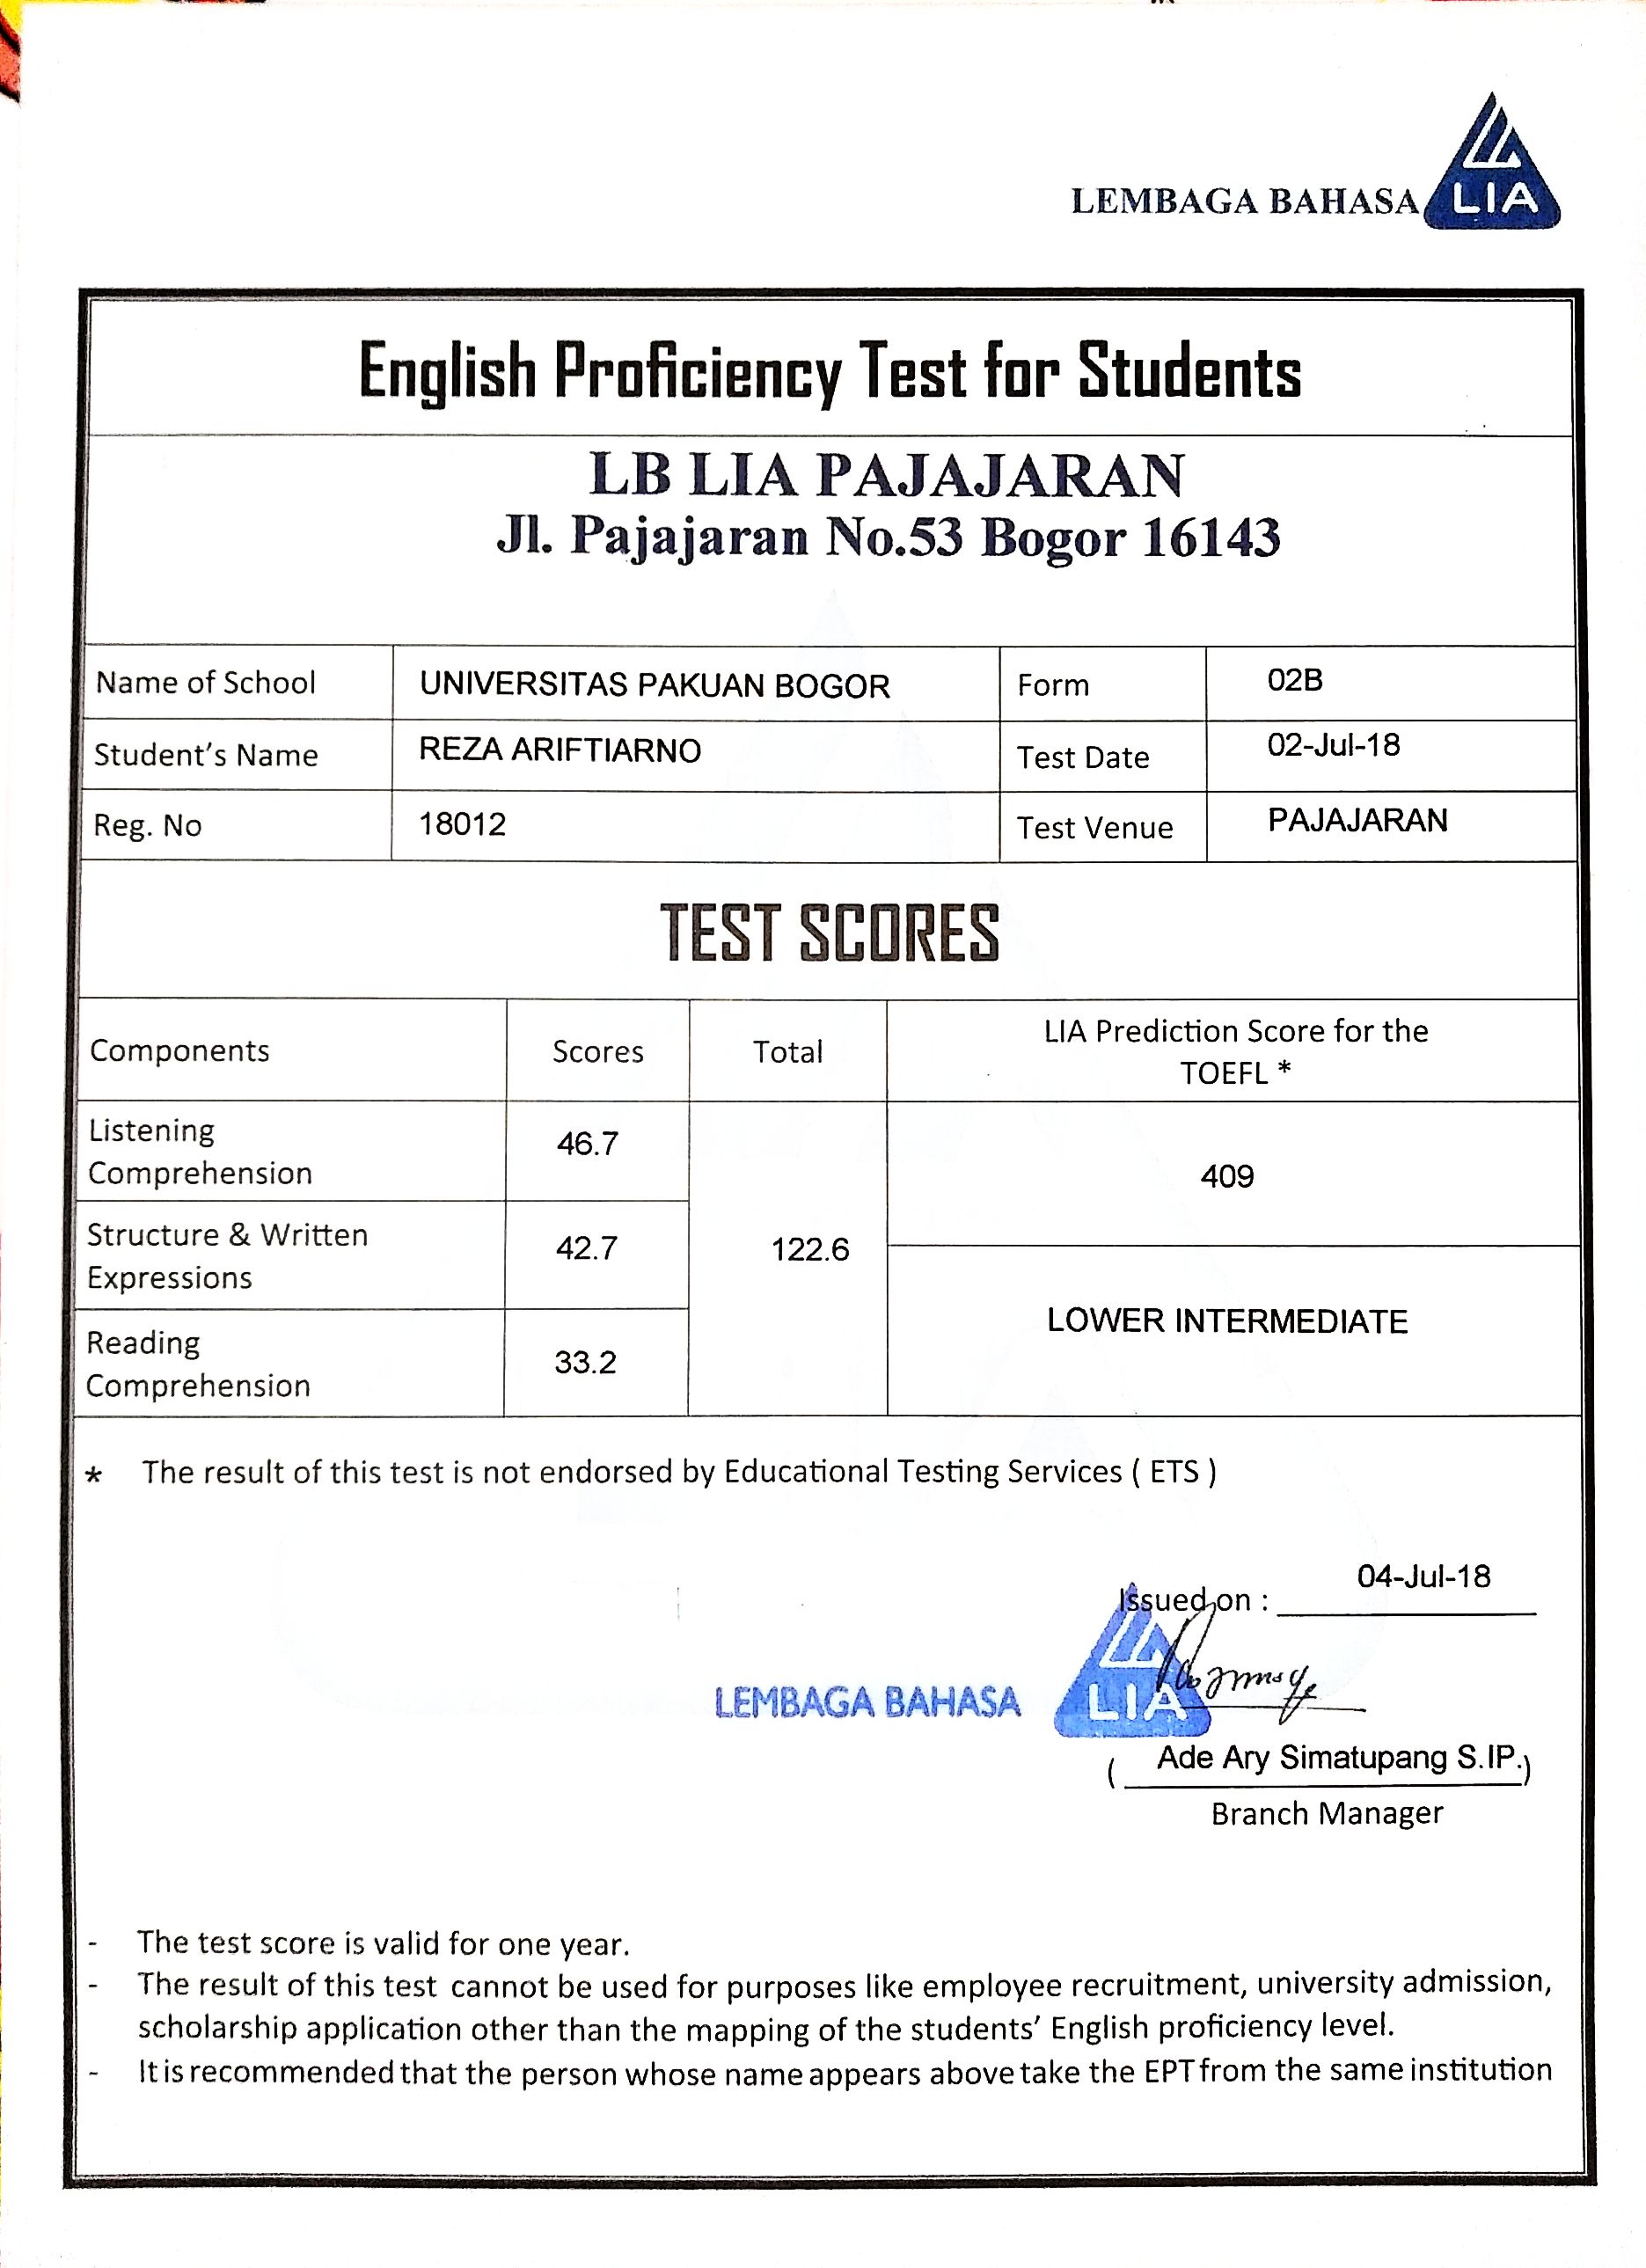 LEMBAGA BAHASA LIA
English Proficiency Test for Students
LB LIA PAJAJARAN
Jl. Pajajaran No.53 Bogor 16143
Name of School UNIVERSITAS PAKUAN BOGOR Form 02B
Student's Name REZA ARIFTIARNO Test Date 02-Jul-18
Reg. No 18012 Test Venue PAJAJARAN
TEST SCORES
Components Scores Total LIA Prediction Score for the
TOEFL *
Listening
Comprehension 46.7
409
Structure & Written
Expressions 42.7 122.6
LOWER INTERMEDIATE
Reading
Comprehension 33.2
* The result of this test is not endorsed by Educational Testing Services ( ETS )
Issued on : 04-Jul-18
LEMBAGA BAHASA LIA
( Ade Ary Simatupang S.IP.)
Branch Manager
- The test score is valid for one year.
- The result of this test cannot be used for purposes like employee recruitment, university admission,
scholarship application other than the mapping of the students' English proficiency level.
- It is recommended that the person whose name appears above take the EPT from the same institution